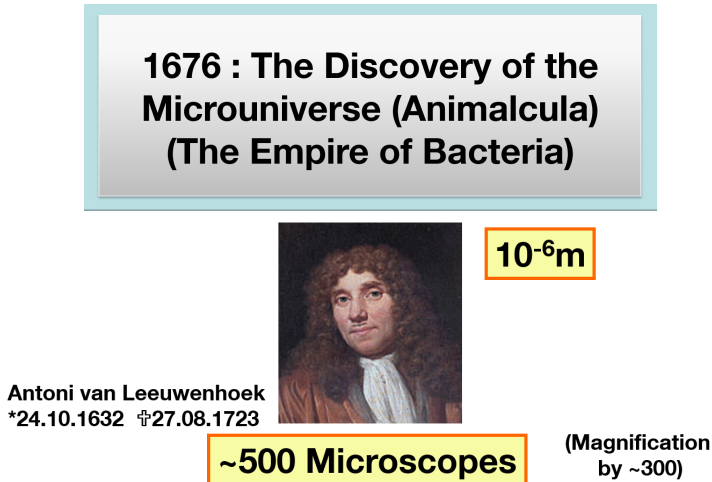 1676 : The Discovery of the
Microuniverse (Animalcula)
(The Empire of Bacteria)
10⁻⁶m
Antoni van Leeuwenhoek
*24.10.1632 ✞27.08.1723
~500 Microscopes
(Magnification
by ~300)